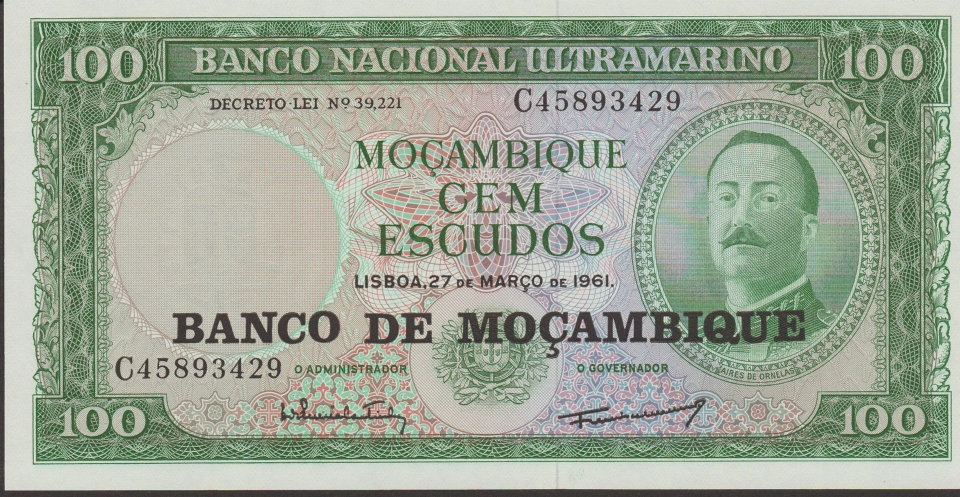 100 BANCO NACIONAL ULTRAMARINO 100
DECRETO-LEI Nº 39,221 C45893429
MOÇAMBIQUE
CEM
ESCUDOS
LISBOA, 27 DE MARÇO DE 1961.
BANCO DE MOÇAMBIQUE
C45893429 O ADMINISTRADOR O GOVERNADOR
AIRES DE ORNELAS
100 100